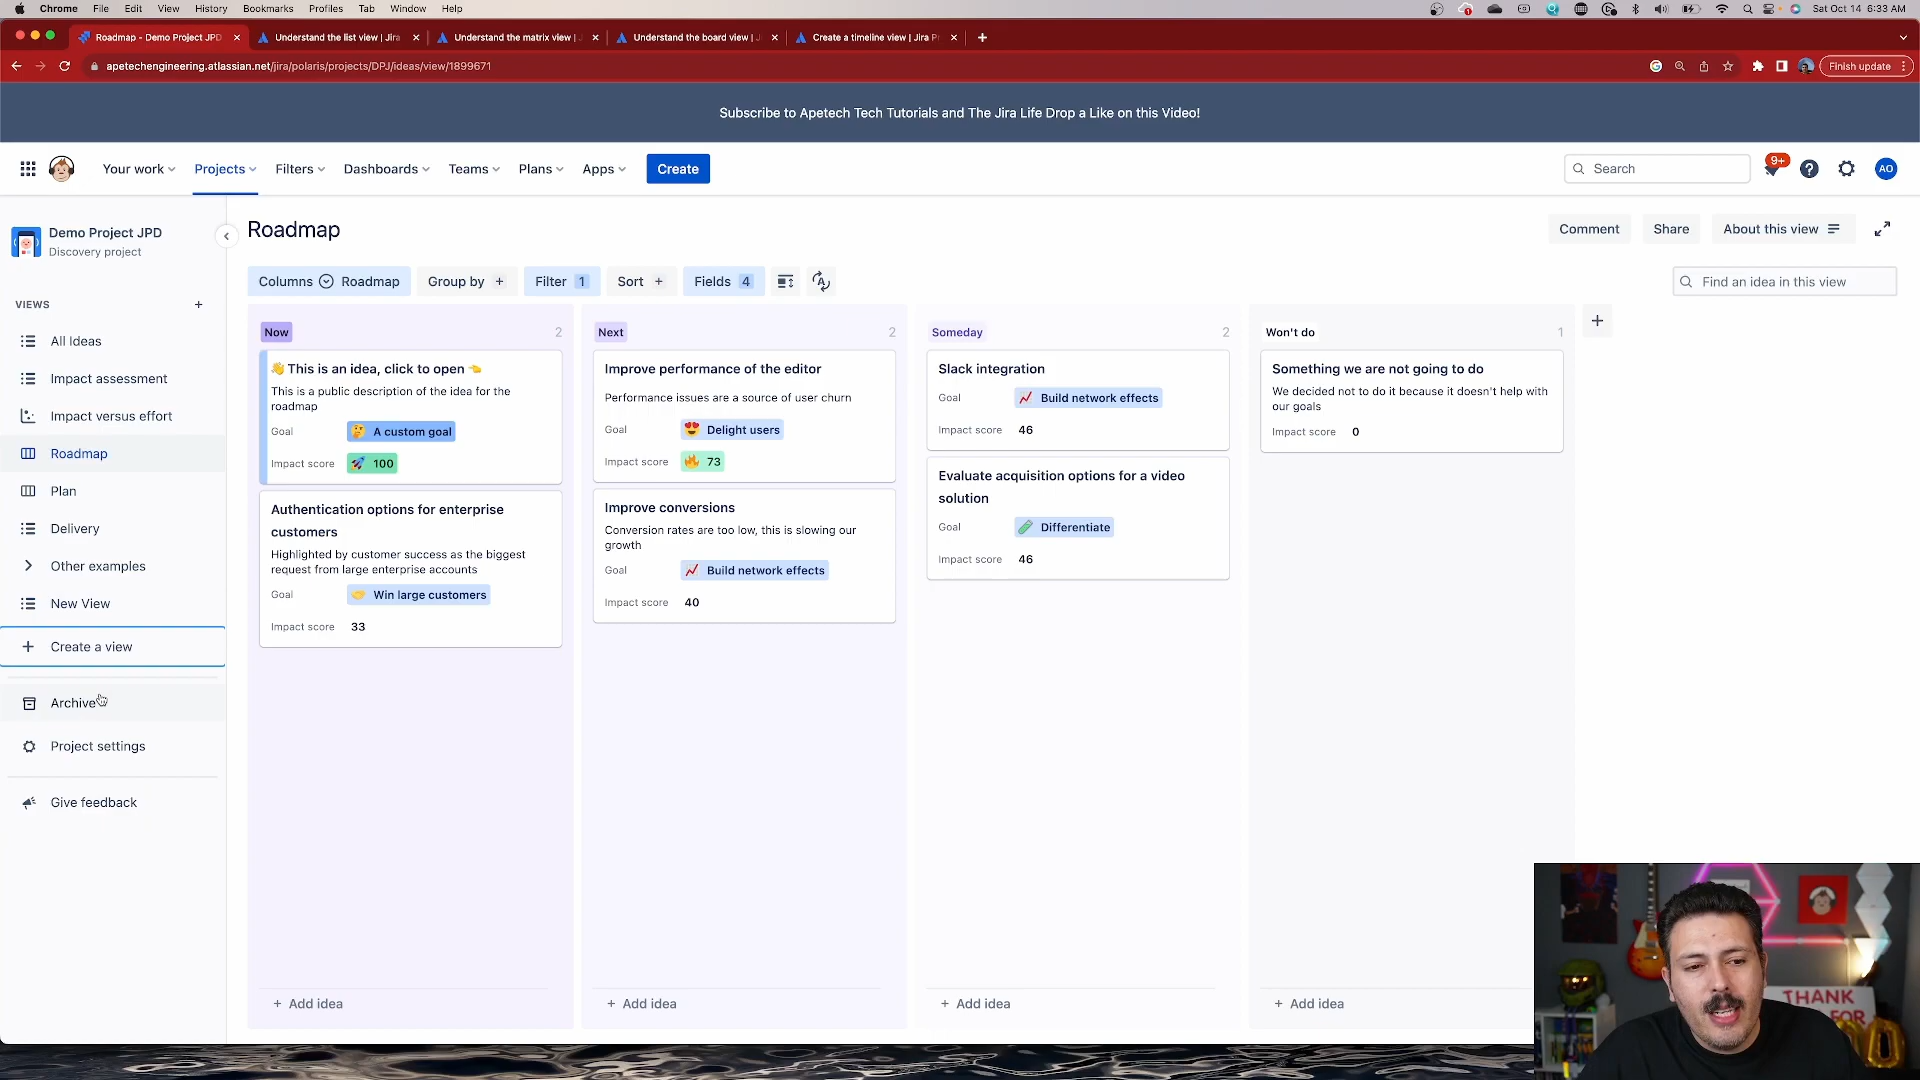 Chrome File Edit View History Bookmarks Profiles Tab Window Help
Sat Oct 14 6:33 AM
Roadmap - Demo Project JPD
Understand the list view | Jira
Understand the matrix view |
Understand the board view | J
Create a timeline view | Jira P
apetechengineering.atlassian.net/jira/polaris/projects/DPJ/ideas/view/1899671
Finish update
Subscribe to Apetech Tech Tutorials and The Jira Life Drop a Like on this Video!
Your work Projects Filters Dashboards Teams Plans Apps Create
Search
9+
AO
Demo Project JPD
Discovery project
VIEWS
All Ideas
Impact assessment
Impact versus effort
Roadmap
Plan
Delivery
Other examples
New View
Create a view
Archive
Project settings
Give feedback
Roadmap
Comment Share About this view
Columns Roadmap Group by Filter 1 Sort Fields 4
Find an idea in this view
Now 2
👋 This is an idea, click to open 👈
This is a public description of the idea for the
roadmap
Goal 🤔 A custom goal
Impact score 🚀 100
Authentication options for enterprise
customers
Highlighted by customer success as the biggest
request from large enterprise accounts
Goal 🤝 Win large customers
Impact score 33
+ Add idea
Next 2
Improve performance of the editor
Performance issues are a source of user churn
Goal 😍 Delight users
Impact score 🔥 73
Improve conversions
Conversion rates are too low, this is slowing our
growth
Goal 📈 Build network effects
Impact score 40
+ Add idea
Someday 2
Slack integration
Goal 📈 Build network effects
Impact score 46
Evaluate acquisition options for a video
solution
Goal 🧪 Differentiate
Impact score 46
+ Add idea
Won't do 1
Something we are not going to do
We decided not to do it because it doesn't help with
our goals
Impact score 0
+ Add idea
THANK